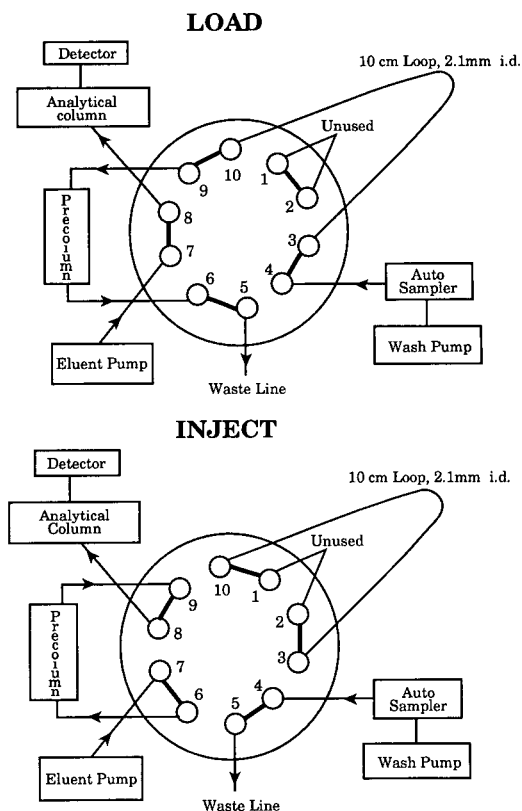 LOAD
Detector
10 cm Loop, 2.1mm i.d.
Analytical
column
Unused
10
1
9
2
Precolumn
8
3
7
4
6
5
Auto
Sampler
Eluent Pump
Wash Pump
Waste Line
INJECT
Detector
10 cm Loop, 2.1mm i.d.
Analytical
Column
Unused
10
1
9
2
Precolumn
8
3
7
4
6
5
Auto
Sampler
Eluent Pump
Wash Pump
Waste Line